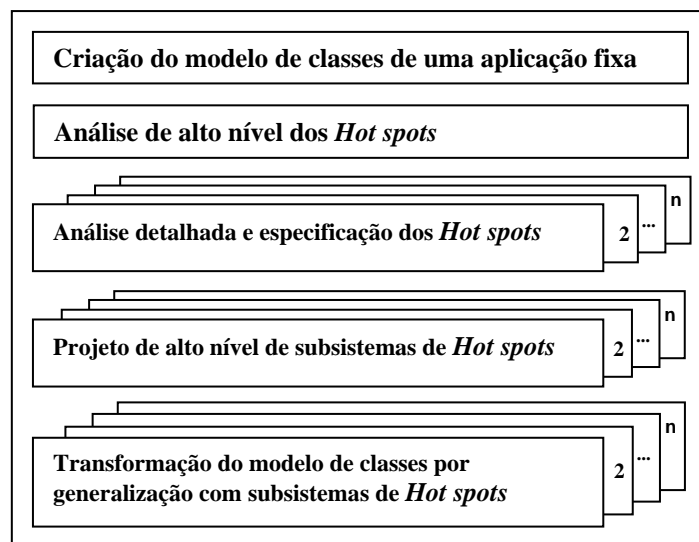 Criação do modelo de classes de uma aplicação fixa
Análise de alto nível dos Hot spots
n
...
2
Análise detalhada e especificação dos Hot spots
n
...
2
Projeto de alto nível de subsistemas de Hot spots
n
...
2
Transformação do modelo de classes por
generalização com subsistemas de Hot spots